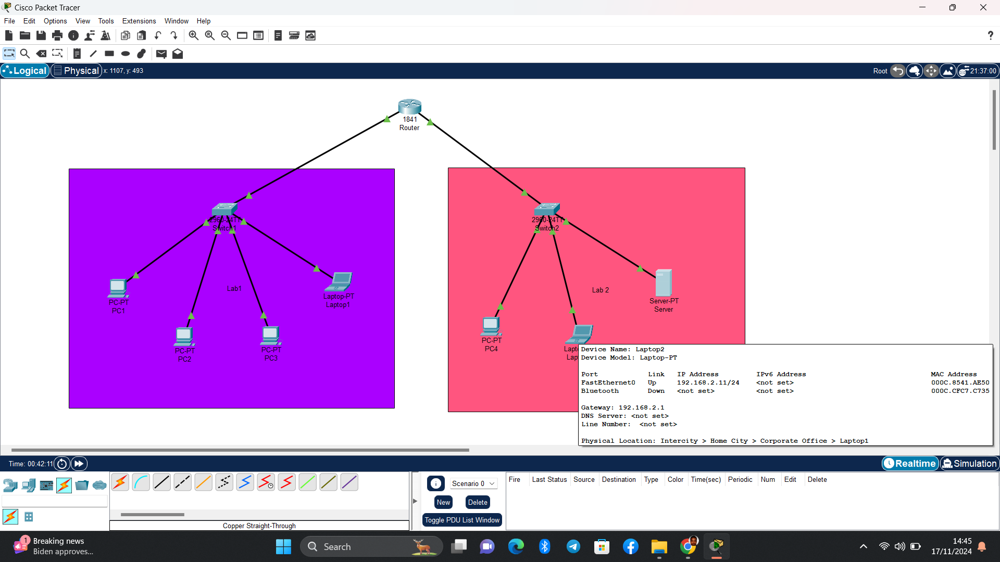 Cisco Packet Tracer
File Edit Options View Tools Extensions Window Help
?
Logical Physical x: 1107, y: 493 Root 21:37:00
1841
Router
2960-24TT
Switch1
2960-24TT
Switch2
PC-PT
PC1
Lab1
Laptop-PT
Laptop1
PC-PT
PC2
PC-PT
PC3
Lab 2
Server-PT
Server
PC-PT
PC4
Lapt
Lap
Device Name: Laptop2
Device Model: Laptop-PT
Port Link IP Address IPv6 Address MAC Address
FastEthernet0 Up 192.168.2.11/24 <not set> 000C.8541.AE50
Bluetooth Down <not set> <not set> 000C.CFC7.C735
Gateway: 192.168.2.1
DNS Server: <not set>
Line Number: <not set>
Physical Location: Intercity > Home City > Corporate Office > Laptop1
Time: 00:42:11 Realtime Simulation
Scenario 0
New Delete
Toggle PDU List Window
Fire Last Status Source Destination Type Color Time(sec) Periodic Num Edit Delete
Copper Straight-Through
1
Breaking news
Biden approves...
Search
14:45
17/11/2024